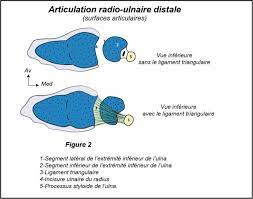 Articulation radio-ulnaire distale
(surfaces articulaires)
Vue inférieure
sans le ligament triangulaire
Av
Med
Vue inférieure
avec le ligament triangulaire
Figure 2
1-Segment latéral de l'extrémité inférieure de l'ulna
2-Segment inférieur de l'extrémité inférieur de l'ulna
3-Ligament triangulaire
4-Incisure ulnaire du radius
5-Processus styloïde de l'ulna.